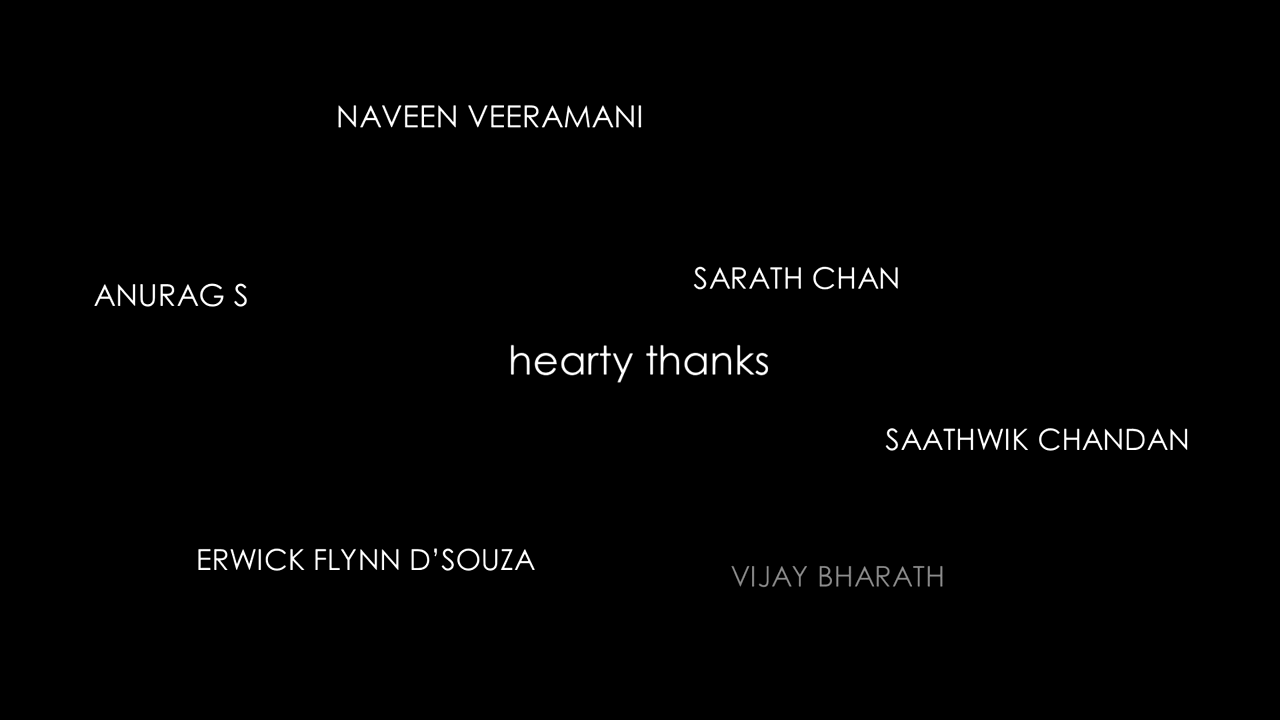 NAVEEN VEERAMANI
SARATH CHAN
ANURAG S
hearty thanks
SAATHWIK CHANDAN
ERWICK FLYNN D’SOUZA
VIJAY BHARATH